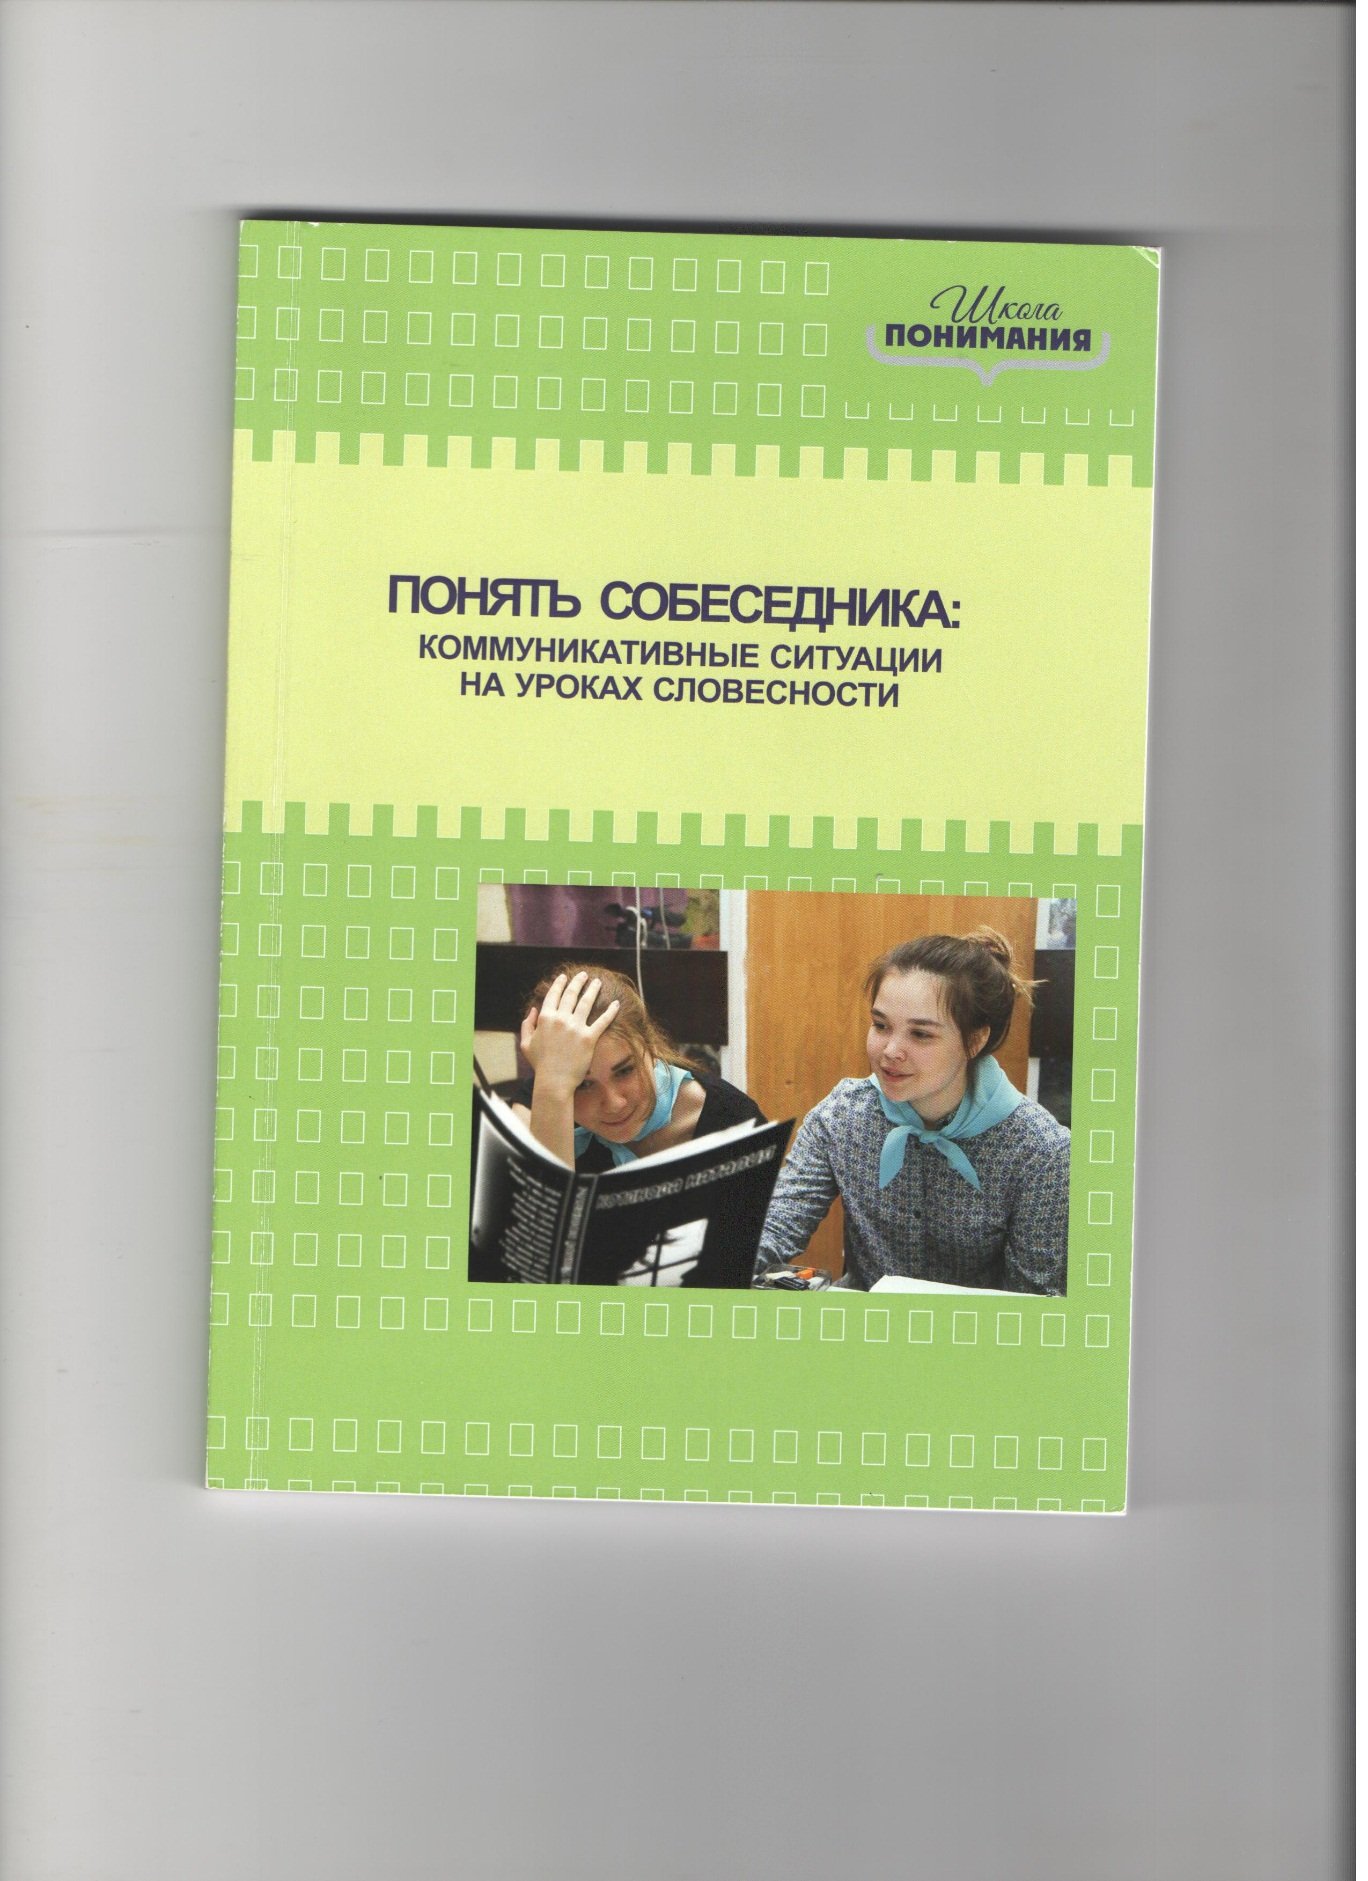 Школа
ПОНИМАНИЯ
ПОНЯТЬ СОБЕСЕДНИКА:
КОММУНИКАТИВНЫЕ СИТУАЦИИ
НА УРОКАХ СЛОВЕСНОСТИ